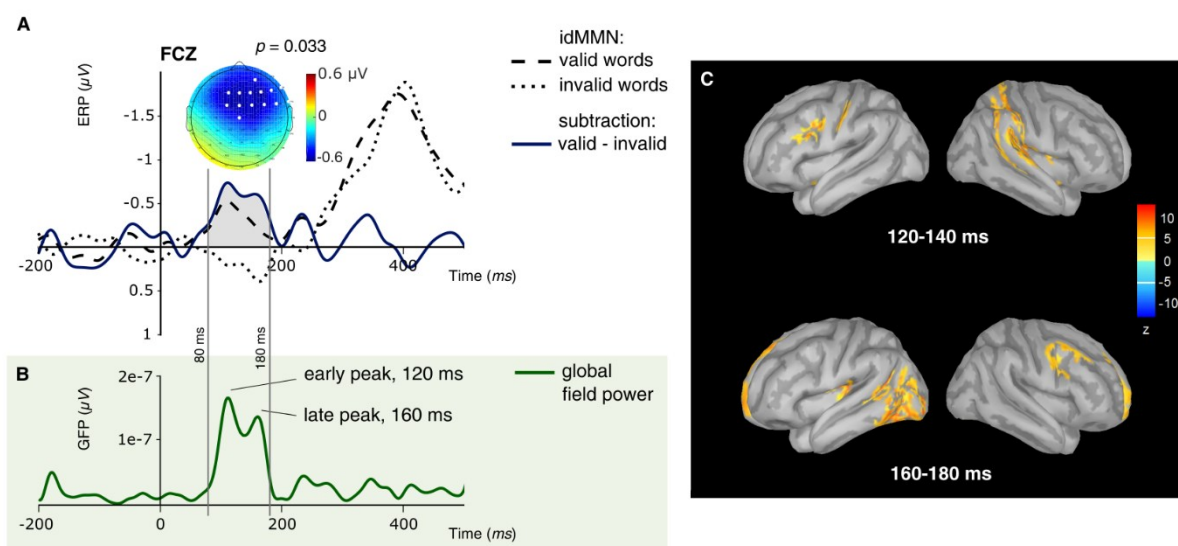 A
FCZ
p = 0.033
0.6 µV
0
-0.6
ERP (µV)
-1.5
-1
-0.5
0.5
1
-200
200
400
Time (ms)
idMMN:
valid words
invalid words
subtraction:
valid - invalid
80 ms
180 ms
B
GFP (µV)
2e-7
1e-7
early peak, 120 ms
late peak, 160 ms
global
field power
-200
0
200
400
Time (ms)
C
120-140 ms
160-180 ms
10
5
0
-5
-10
z